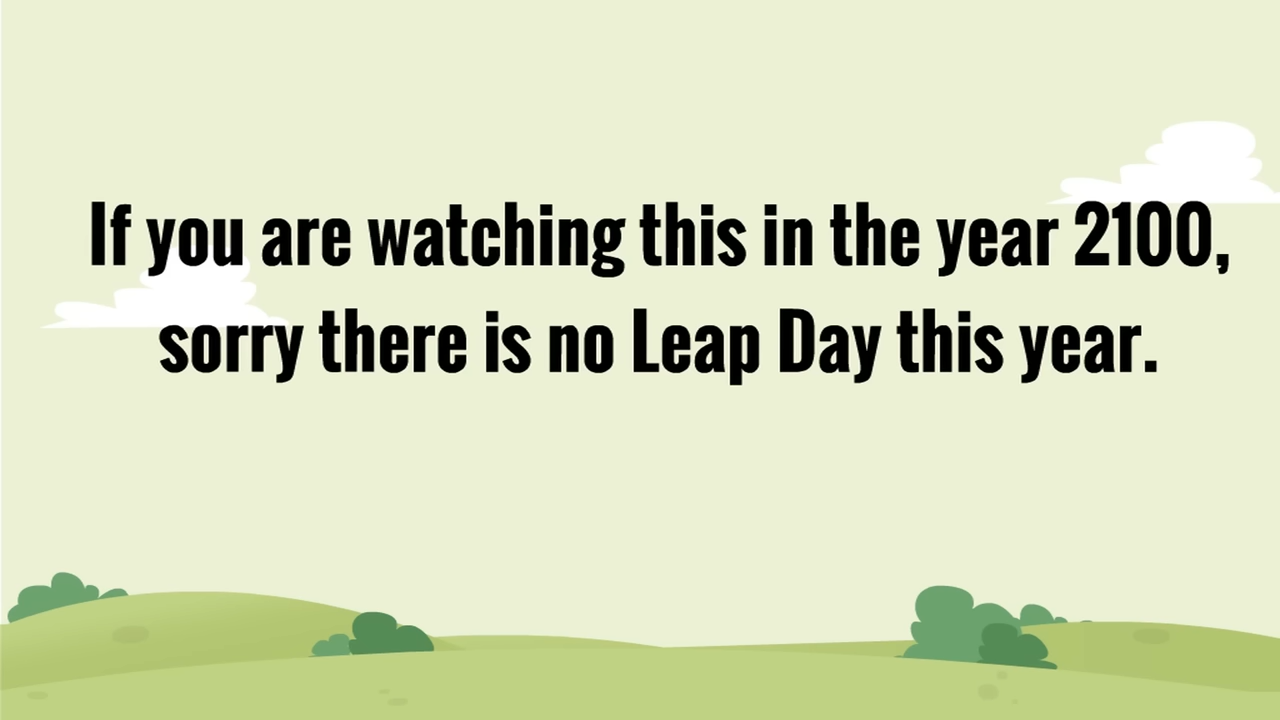 If you are watching this in the year 2100,
sorry there is no Leap Day this year.